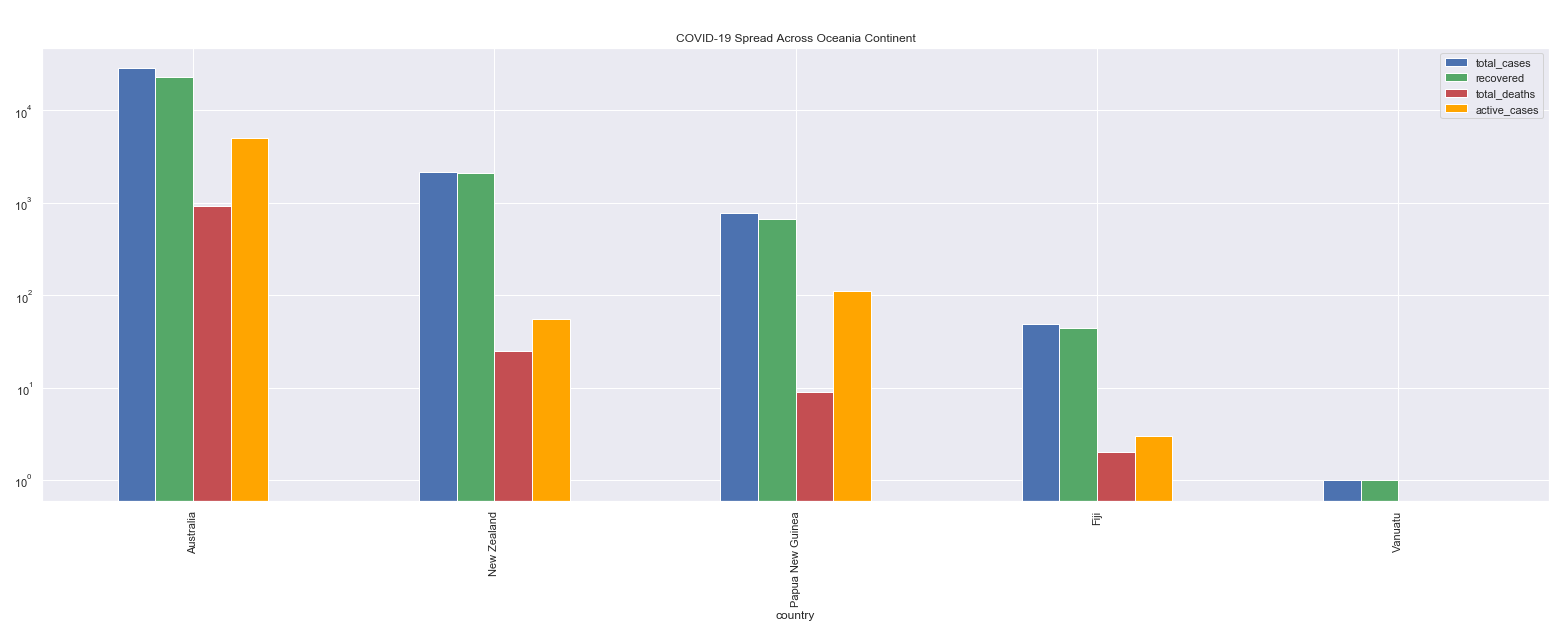 COVID-19 Spread Across Oceania Continent
total_cases
recovered
total_deaths
active_cases
10^4
10^3
10^2
10^1
10^0
Australia
New Zealand
Papua New Guinea
Fiji
Vanuatu
country